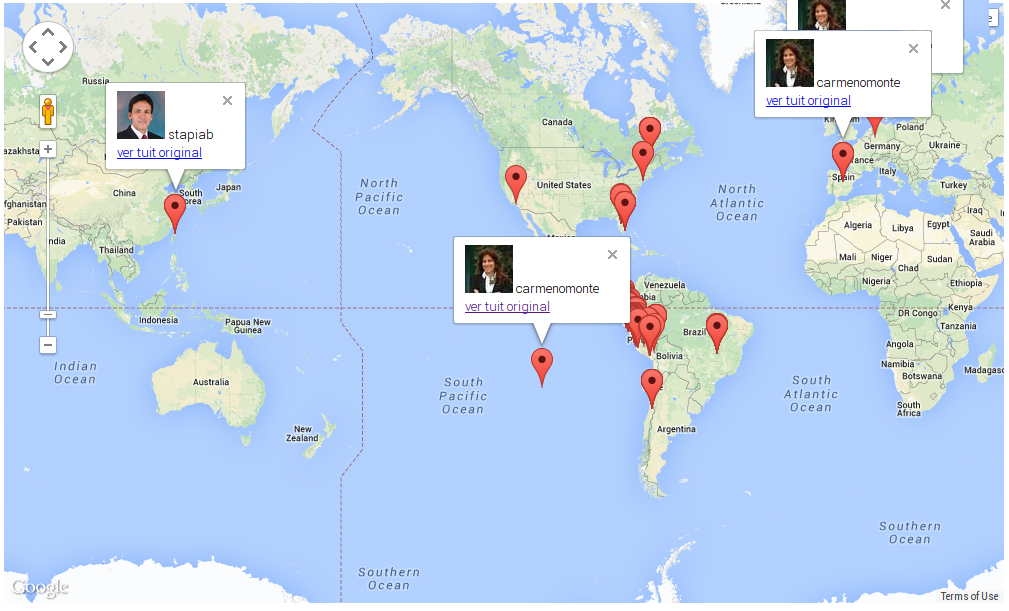 Russia
stapiab
ver tuit original
China
South
Korea
Japan
Pakistan
Thailand
Indonesia
Papua New
Guinea
Indian
Ocean
Australia
New
Zealand
North
Pacific
Ocean
Canada
United States
North
Atlantic
Ocean
carmenomonte
ver tuit original
carmenomonte
ver tuit original
Poland
Germany
Ukraine
Italy
Spain
Turkey
Iraq
Algeria
Libya
Egypt
Saudi
Arabia
Mali
Niger
Chad
Sudan
Nigeria
Ethiopia
DR Congo
Kenya
Tanzania
Angola
Namibia
Botswana
Madagasc
South
Africa
Venezuela
Brazil
Bolivia
Argentina
South
Pacific
Ocean
South
Atlantic
Ocean
Southern
Ocean
Southern
Ocean
Google
Terms of Use